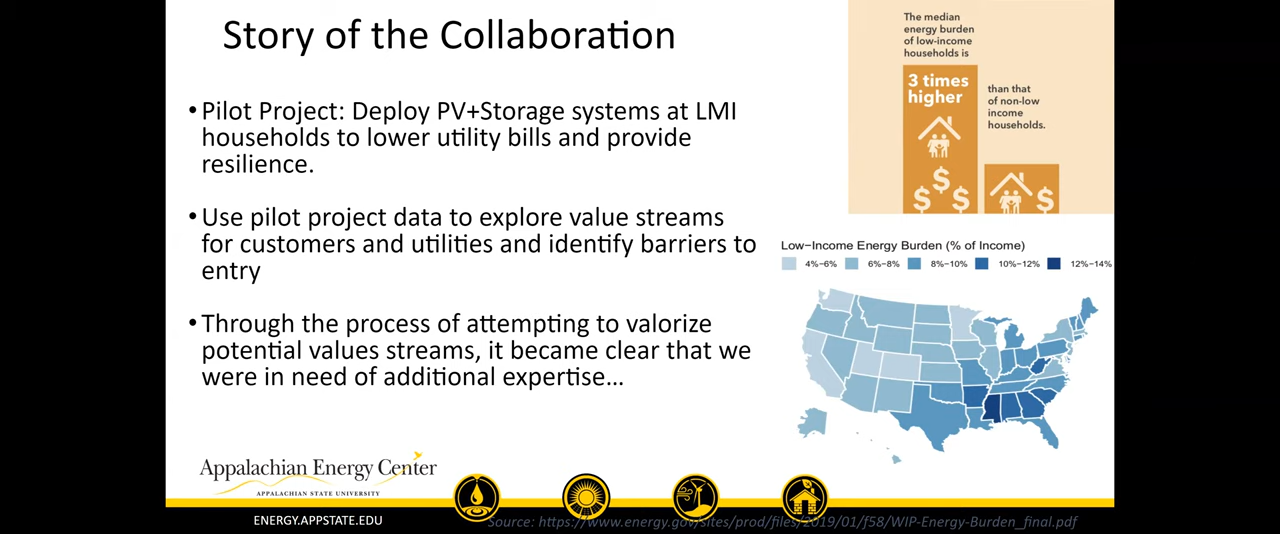 Story of the Collaboration
•Pilot Project: Deploy PV+Storage systems at LMI
households to lower utility bills and provide
resilience.
•Use pilot project data to explore value streams
for customers and utilities and identify barriers to
entry
•Through the process of attempting to valorize
potential values streams, it became clear that we
were in need of additional expertise…
The median
energy burden
of low-income
households is
3 times
higher
than that
of non-low
income
households.
$ $ $
$
Low−Income Energy Burden (% of Income)
4%−6% 6%−8% 8%−10% 10%−12% 12%−14%
Appalachian Energy Center
APPALACHIAN STATE UNIVERSITY
ENERGY.APPSTATE.EDU
Source: https://www.energy.gov/sites/prod/files/2019/01/f58/WIP-Energy-Burden_final.pdf